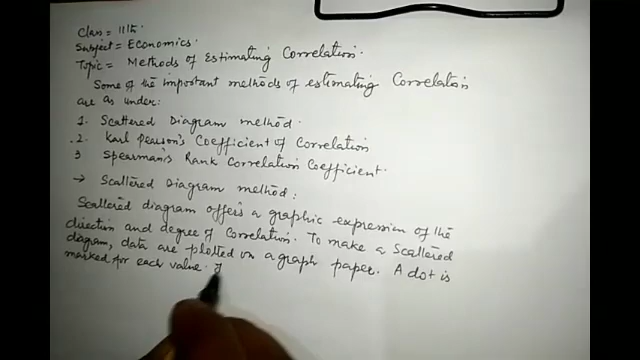 Class = 11th.
Subject = Economics.
Topic = Methods of Estimating Correlation.
Some of the important methods of estimating Correlation
are as under:
1. Scattered Diagram method.
2. Karl Pearson's Coefficient of Correlation
3 Spearman's Rank Correlation Coefficient.
→ Scattered Diagram method:
Scattered diagram offers a graphic expression of the
direction and degree of Correlation. To make a Scattered
diagram, data are plotted on a graph paper. A dot is
marked for each value.